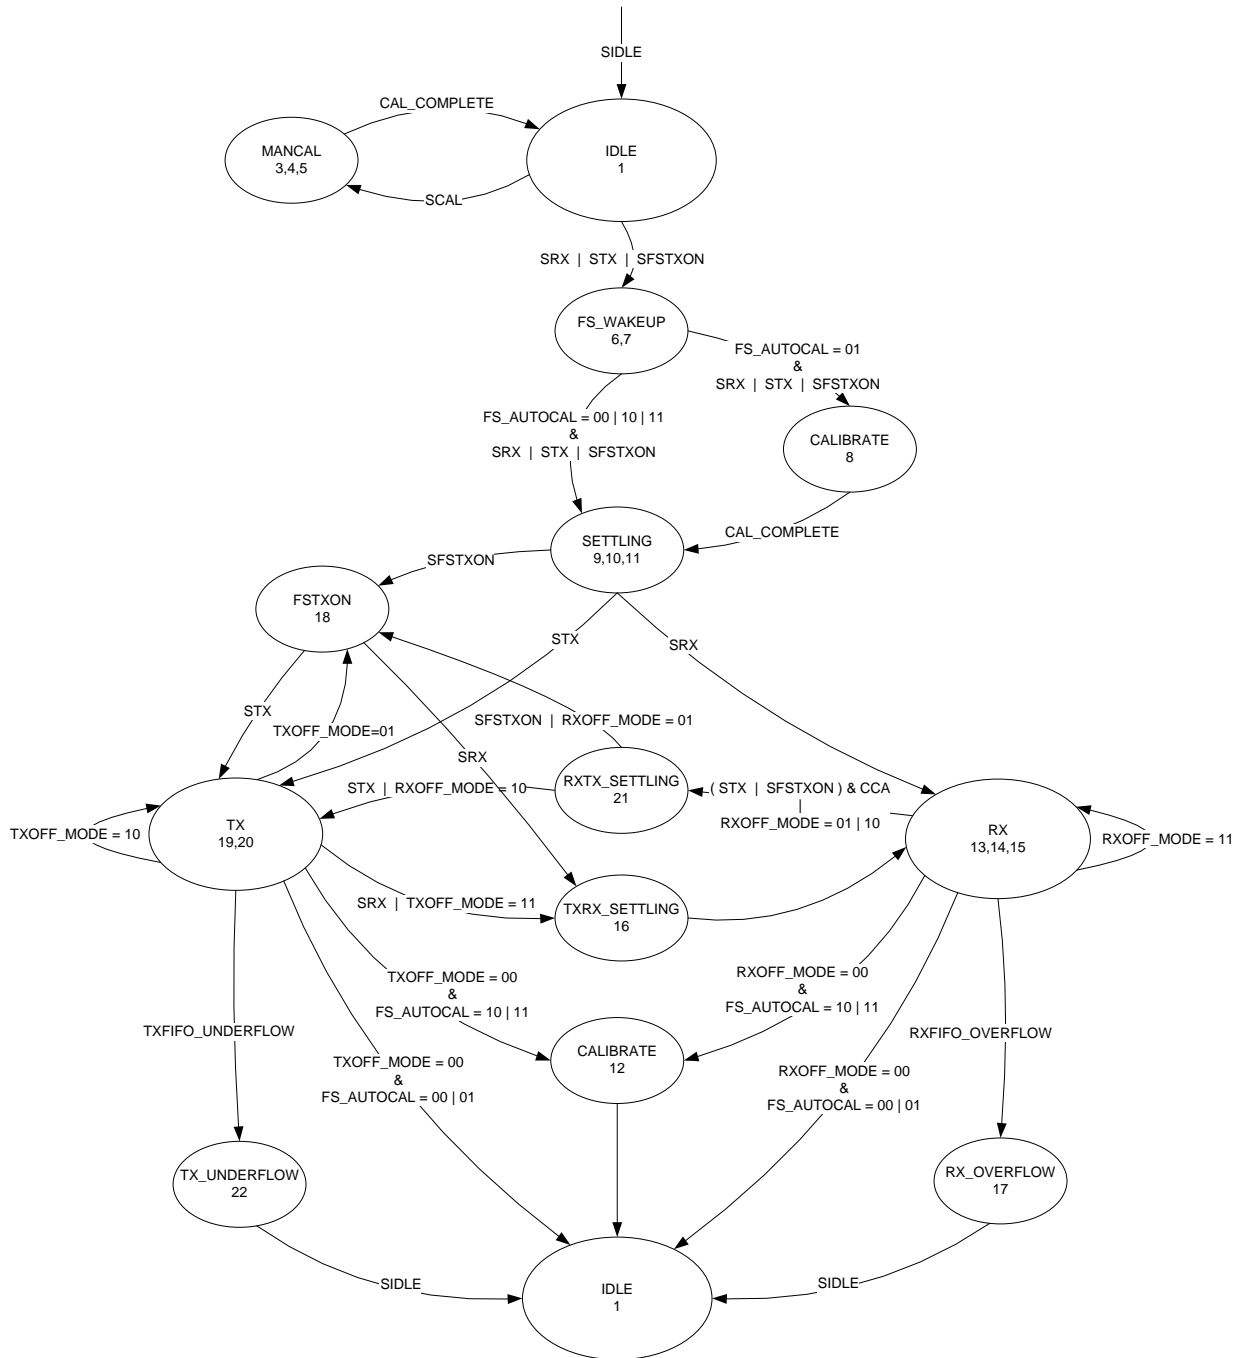 SIDLE
CAL_COMPLETE
MANCAL
3,4,5
IDLE
1
SCAL
SRX | STX | SFSTXON
FS_WAKEUP
6,7
FS_AUTOCAL = 01
&
SRX | STX | SFSTXON
FS_AUTOCAL = 00 | 10 | 11
&
SRX | STX | SFSTXON
CALIBRATE
8
CAL_COMPLETE
SETTLING
9,10,11
SFSTXON
FSTXON
18
STX
SRX
STX
TXOFF_MODE=01
SFSTXON | RXOFF_MODE = 01
SRX
STX | RXOFF_MODE = 10
RXTX_SETTLING
21
( STX | SFSTXON ) & CCA
|
RXOFF_MODE = 01 | 10
TXOFF_MODE = 10
TX
19,20
RX
13,14,15
RXOFF_MODE = 11
SRX | TXOFF_MODE = 11
TXRX_SETTLING
16
TXOFF_MODE = 00
&
FS_AUTOCAL = 10 | 11
RXOFF_MODE = 00
&
FS_AUTOCAL = 10 | 11
TXFIFO_UNDERFLOW
CALIBRATE
12
RXFIFO_OVERFLOW
TXOFF_MODE = 00
&
FS_AUTOCAL = 00 | 01
RXOFF_MODE = 00
&
FS_AUTOCAL = 00 | 01
TX_UNDERFLOW
22
RX_OVERFLOW
17
SIDLE
SIDLE
IDLE
1